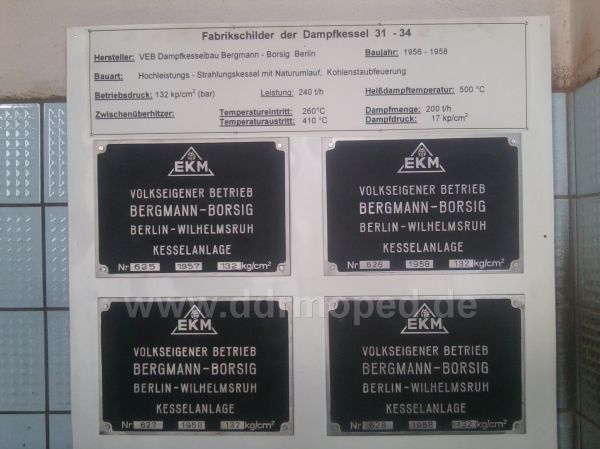 Fabrikschilder der Dampfkessel 31 - 34
Hersteller: VEB Dampfkesselbau Bergmann - Borsig Berlin Baujahr: 1956 - 1958
Bauart: Hochleistungs - Strahlungskessel mit Naturumlauf, Kohlenstaubfeuerung
Betriebsdruck: 132 kp/cm² (bar) Leistung: 240 t/h Heißdampftemperatur: 500 °C
Zwischenüberhitzer: Temperatureintritt: 260°C Dampfmenge: 200 t/h
Temperaturaustritt: 410 °C Dampfdruck: 17 kp/cm²
EKM
VOLKSEIGENER BETRIEB
BERGMANN-BORSIG
BERLIN-WILHELMSRUH
KESSELANLAGE
Nr 625 1957 132 kg/cm²
EKM
VOLKSEIGENER BETRIEB
BERGMANN-BORSIG
BERLIN-WILHELMSRUH
KESSELANLAGE
Nr 626 1958 132 kg/cm²
www.ddrmoped.de
EKM
VOLKSEIGENER BETRIEB
BERGMANN-BORSIG
BERLIN-WILHELMSRUH
KESSELANLAGE
Nr 627 1958 132 kg/cm²
EKM
VOLKSEIGENER BETRIEB
BERGMANN-BORSIG
BERLIN-WILHELMSRUH
KESSELANLAGE
Nr 628 1958 132 kg/cm²